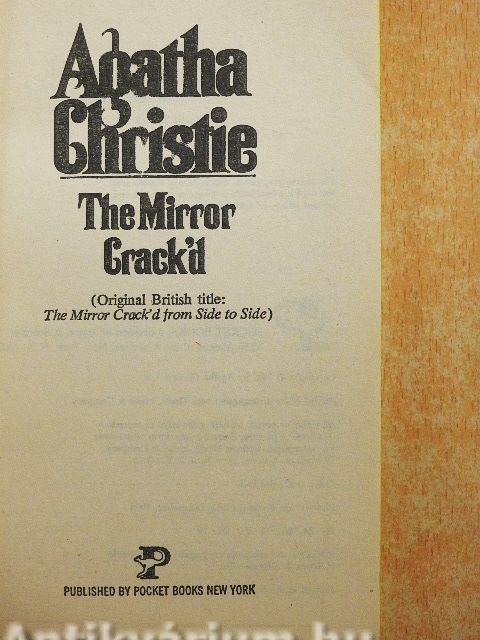 Agatha
Christie
The Mirror
Crack'd
(Original British title:
The Mirror Crack'd from Side to Side)
P
PUBLISHED BY POCKET BOOKS NEW YORK
Antikvárium.hu